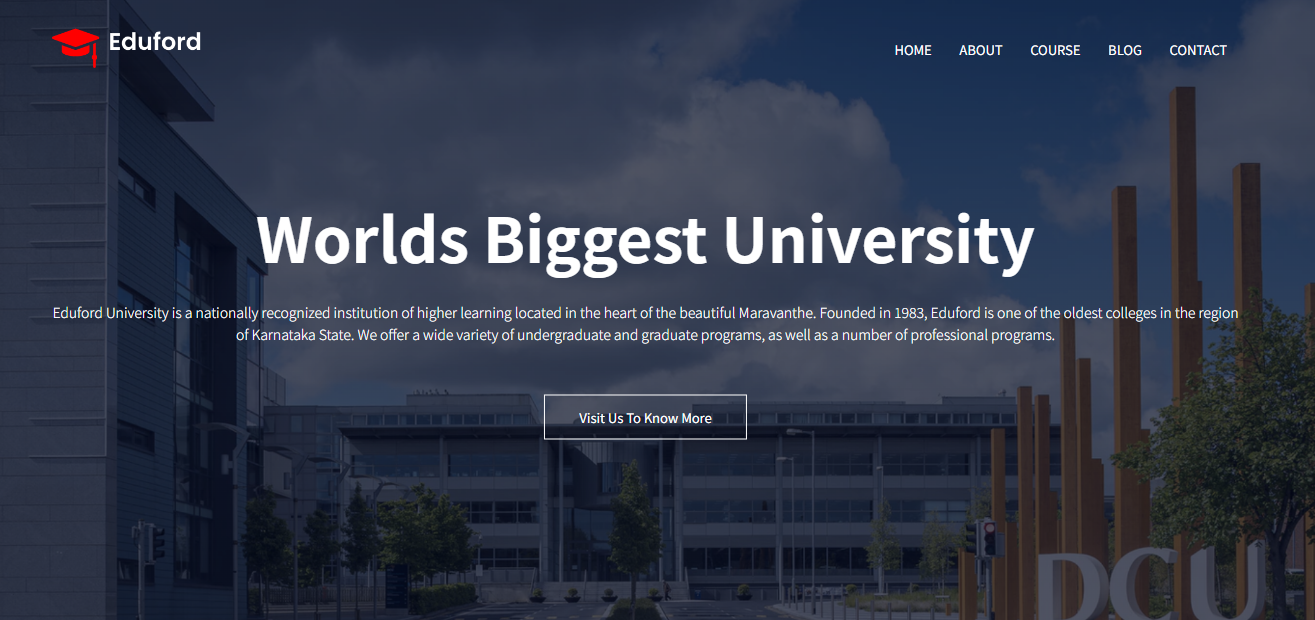 Eduford
HOME ABOUT COURSE BLOG CONTACT
Worlds Biggest University
Eduford University is a nationally recognized institution of higher learning located in the heart of the beautiful Maravanthe. Founded in 1983, Eduford is one of the oldest colleges in the region
of Karnataka State. We offer a wide variety of undergraduate and graduate programs, as well as a number of professional programs.
Visit Us To Know More
DCU